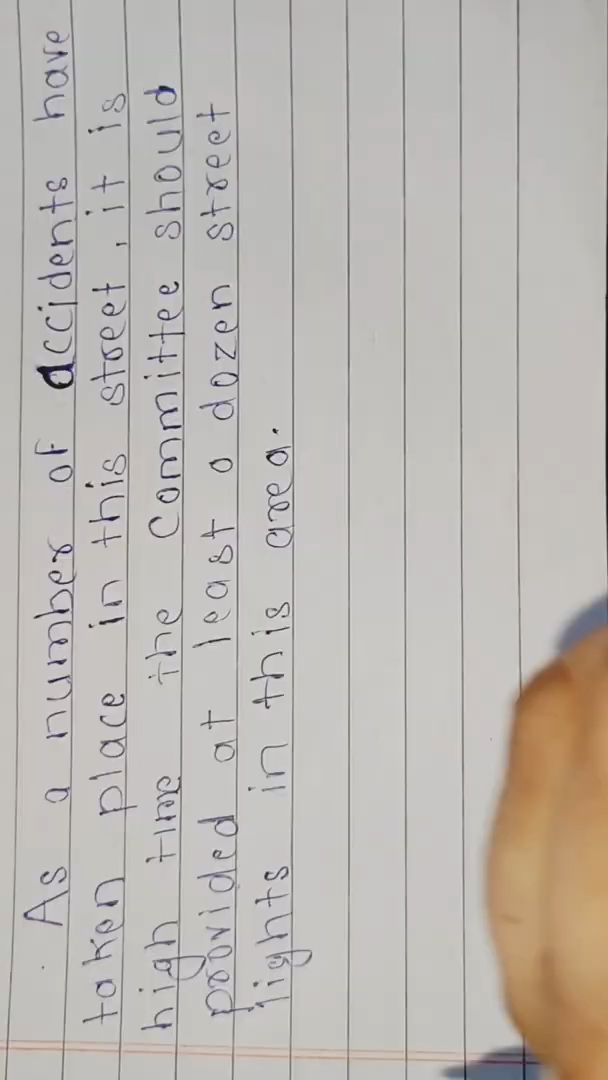 As a number of accidents have
taken place in this street, it is
high time the Committee should
provided at least a dozen street
lights in this area.